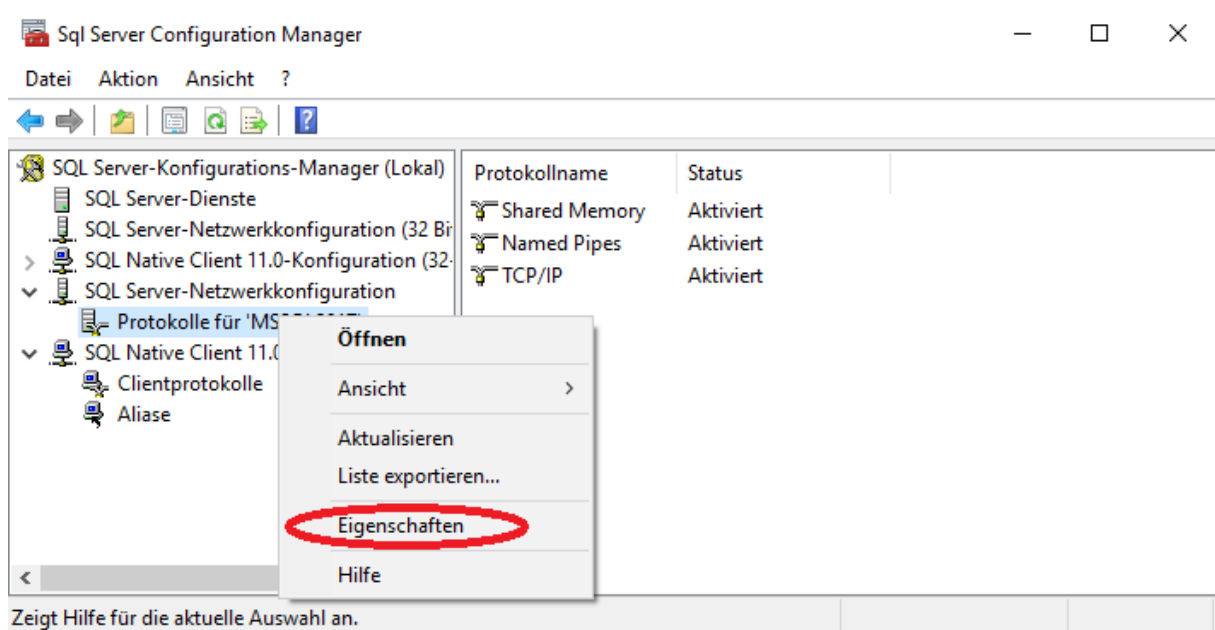 Sql Server Configuration Manager
Datei Aktion Ansicht ?
SQL Server-Konfigurations-Manager (Lokal)
SQL Server-Dienste
SQL Server-Netzwerkkonfiguration (32 Bi
SQL Native Client 11.0-Konfiguration (32-
SQL Server-Netzwerkkonfiguration
Protokolle für
SQL Native Client 11.0
Clientprotokolle
Aliase
Protokollname Status
Shared Memory Aktiviert
Named Pipes Aktiviert
TCP/IP Aktiviert
Öffnen
Ansicht
Aktualisieren
Liste exportieren...
Eigenschaften
Hilfe
Zeigt Hilfe für die aktuelle Auswahl an.